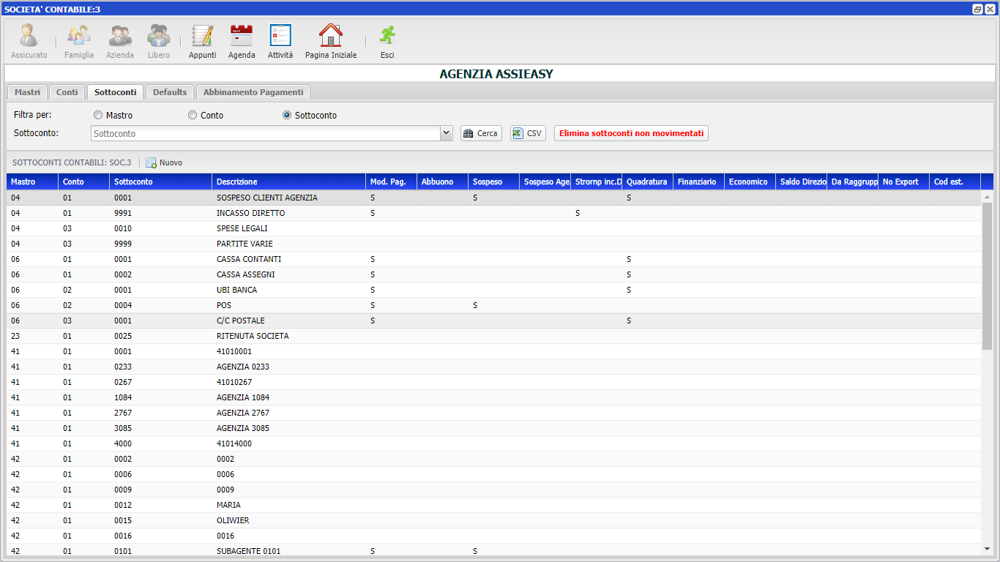 SOCIETA' CONTABILE:3
Assicurato Famiglia Azienda Libero Appunti April Agenda Attività Pagina Iniziale Esci
AGENZIA ASSIEASY
Mastri Conti Sottoconti Defaults Abbinamento Pagamenti
Filtra per: Mastro Conto Sottoconto
Sottoconto: Sottoconto Cerca CSV Elimina sottoconti non movimentati
SOTTOCONTI CONTABILI: SOC.3 Nuovo
Mastro Conto Sottoconto Descrizione Mod. Pag. Abbuono Sospeso Sospeso Age. Strornp inc.D Quadratura Finanziario Economico Saldo Direzio Da Raggrupp No Export Cod est.
04 01 0001 SOSPESO CLIENTI AGENZIA S S S
04 01 9991 INCASSO DIRETTO S S
04 03 0010 SPESE LEGALI
04 03 9999 PARTITE VARIE
06 01 0001 CASSA CONTANTI S S
06 01 0002 CASSA ASSEGNI S S
06 02 0001 UBI BANCA S S
06 02 0004 POS S S
06 03 0001 C/C POSTALE S S
23 01 0025 RITENUTA SOCIETA
41 01 0001 41010001
41 01 0233 AGENZIA 0233
41 01 0267 41010267
41 01 1084 AGENZIA 1084
41 01 2767 AGENZIA 2767
41 01 3085 AGENZIA 3085
41 01 4000 41014000
42 01 0002 0002
42 01 0006 0006
42 01 0009 0009
42 01 0012 MARIA
42 01 0015 OLIWIER
42 01 0016 0016
42 01 0101 SUBAGENTE 0101 S S